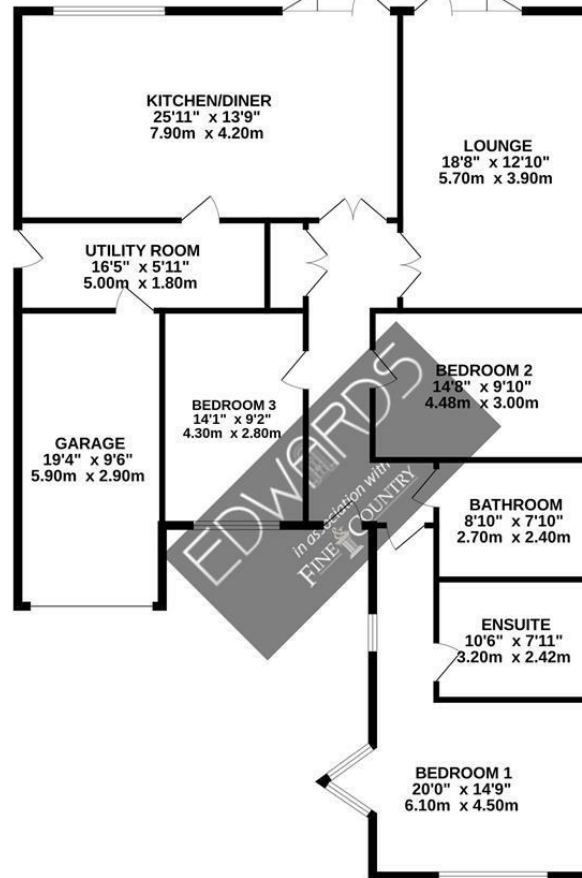 KITCHEN/DINER
25'11" x 13'9"
7.90m x 4.20m
LOUNGE
18'8" x 12'10"
5.70m x 3.90m
UTILITY ROOM
16'5" x 5'11"
5.00m x 1.80m
BEDROOM 2
14'8" x 9'10"
4.48m x 3.00m
BEDROOM 3
14'1" x 9'2"
4.30m x 2.80m
GARAGE
19'4" x 9'6"
5.90m x 2.90m
EDWARDS
in association with
FINE & COUNTRY
BATHROOM
8'10" x 7'10"
2.70m x 2.40m
ENSUITE
10'6" x 7'11"
3.20m x 2.42m
BEDROOM 1
20'0" x 14'9"
6.10m x 4.50m